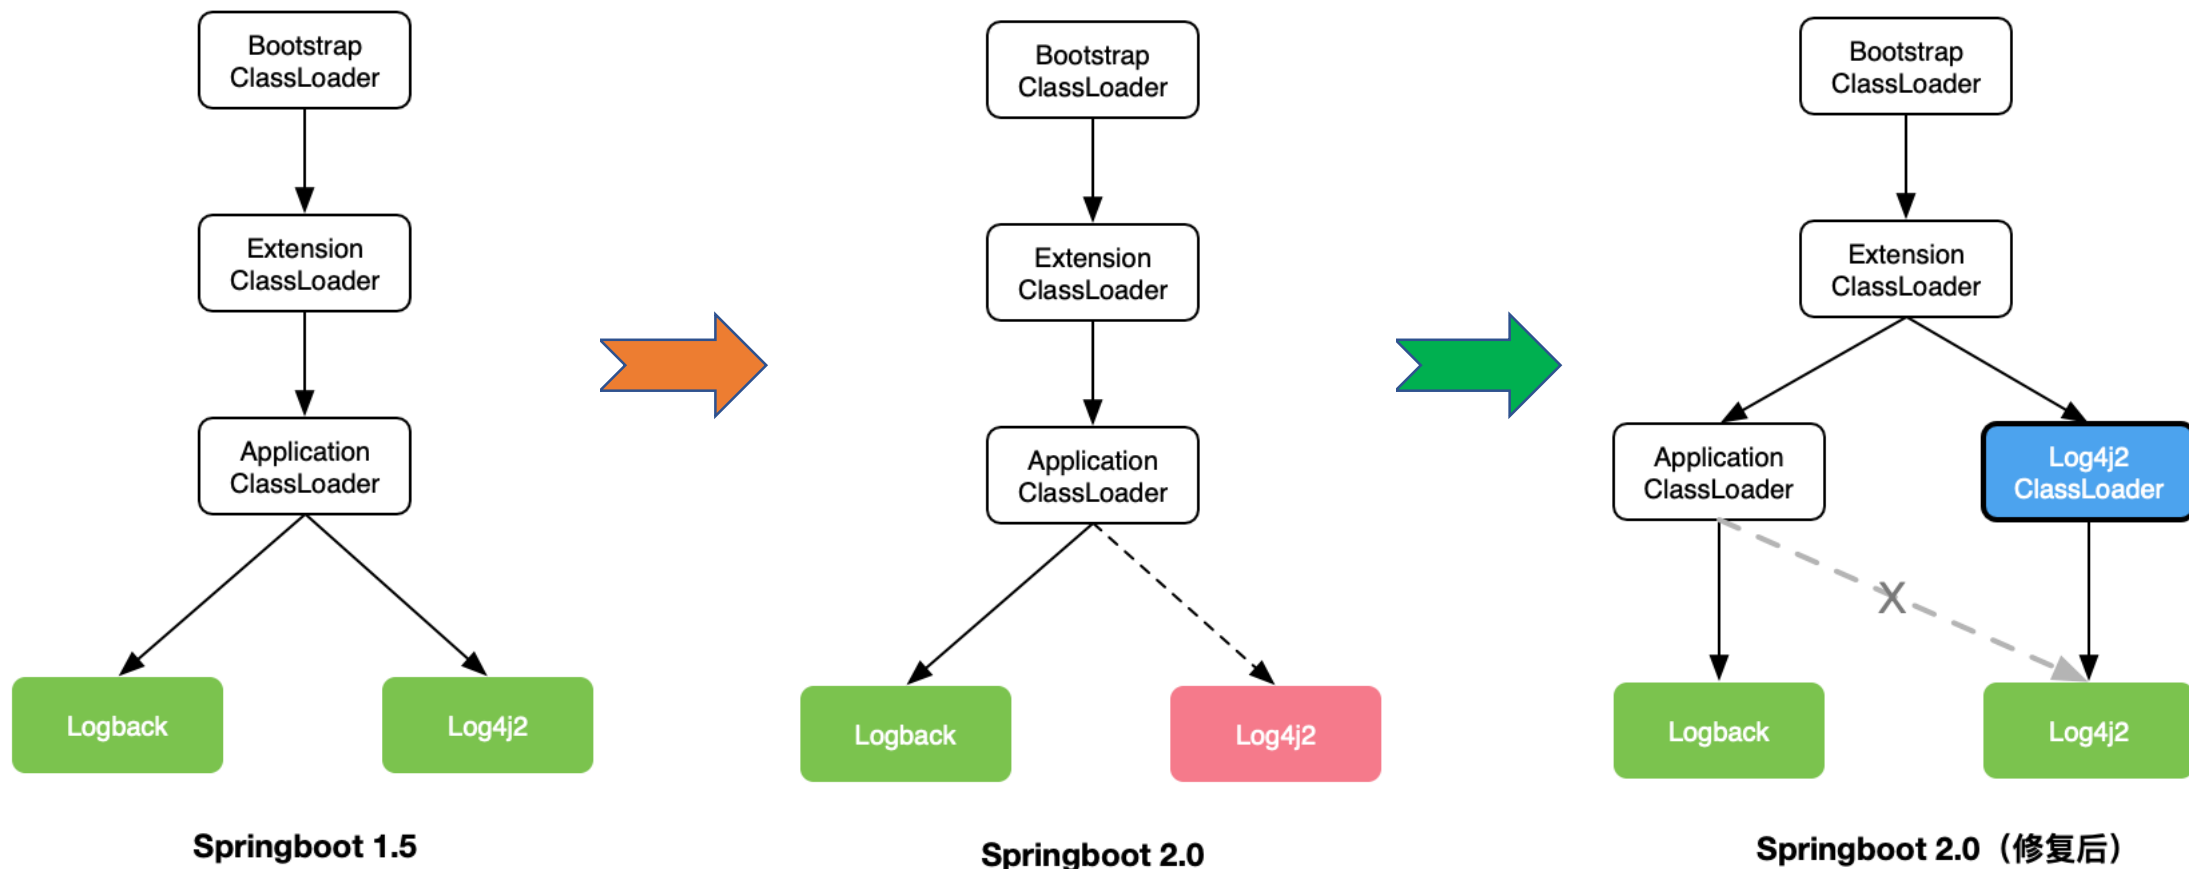 Bootstrap
ClassLoader
Extension
ClassLoader
Application
ClassLoader
Logback
Log4j2
Springboot 1.5
Bootstrap
ClassLoader
Extension
ClassLoader
Application
ClassLoader
Logback
Log4j2
Springboot 2.0
Bootstrap
ClassLoader
Extension
ClassLoader
Application
ClassLoader
Log4j2
ClassLoader
X
Logback
Log4j2
Springboot 2.0（修复后）